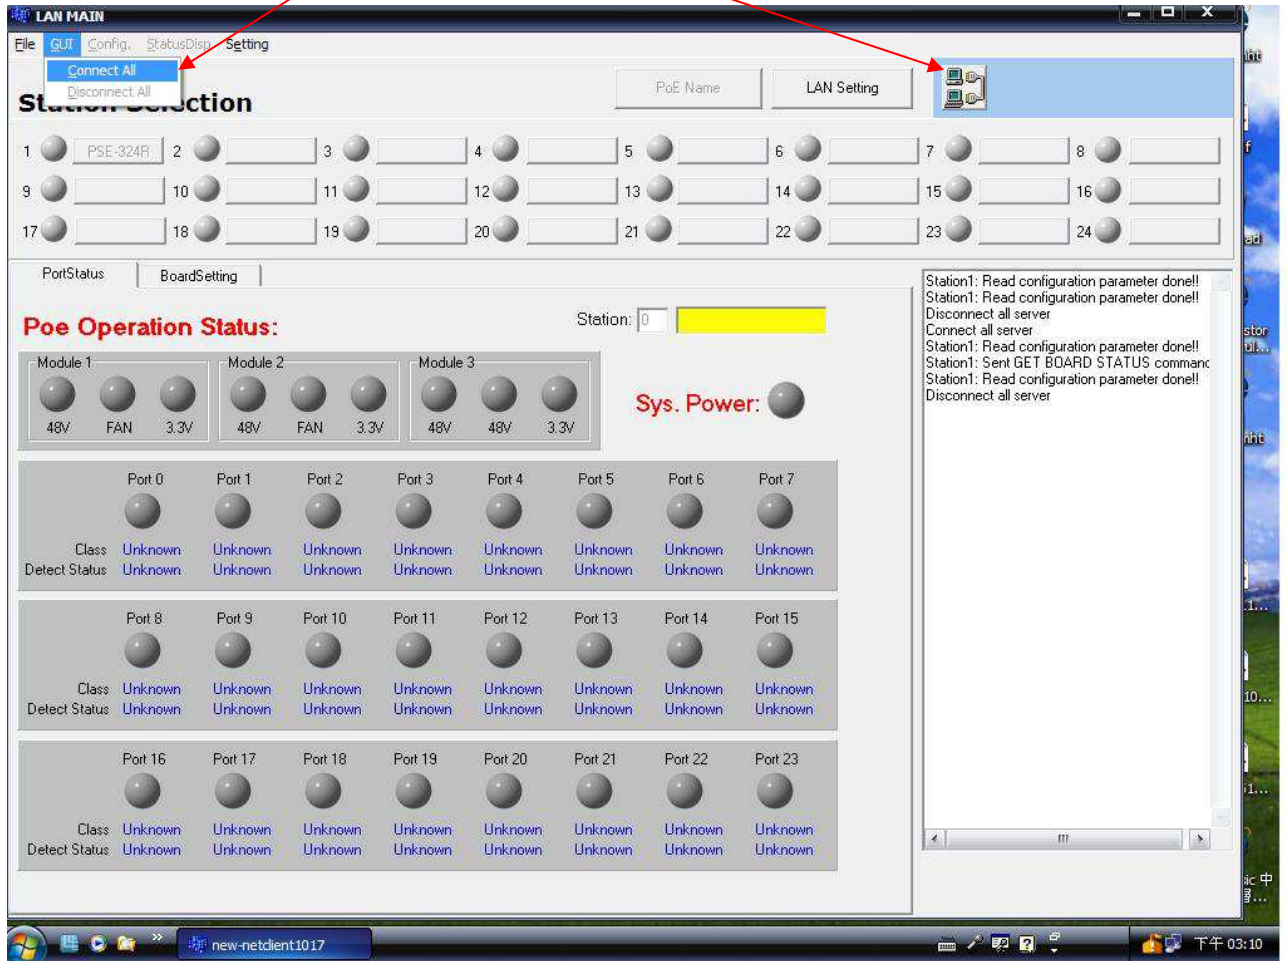 LAN MAIN
File GUI Config. StatusDisp Setting
Connect All
Disconnect All
Station Selection
PoE Name LAN Setting
1 PSE-324R 2 3 4 5 6 7 8
9 10 11 12 13 14 15 16
17 18 19 20 21 22 23 24
PortStatus BoardSetting
Poe Operation Status:
Station: 0
Module 1 Module 2 Module 3
48V FAN 3.3V 48V FAN 3.3V 48V 48V 3.3V
Sys. Power:
Port 0 Port 1 Port 2 Port 3 Port 4 Port 5 Port 6 Port 7
Class Unknown Unknown Unknown Unknown Unknown Unknown Unknown Unknown
Detect Status Unknown Unknown Unknown Unknown Unknown Unknown Unknown Unknown
Port 8 Port 9 Port 10 Port 11 Port 12 Port 13 Port 14 Port 15
Class Unknown Unknown Unknown Unknown Unknown Unknown Unknown Unknown
Detect Status Unknown Unknown Unknown Unknown Unknown Unknown Unknown Unknown
Port 16 Port 17 Port 18 Port 19 Port 20 Port 21 Port 22 Port 23
Class Unknown Unknown Unknown Unknown Unknown Unknown Unknown Unknown
Detect Status Unknown Unknown Unknown Unknown Unknown Unknown Unknown Unknown
Station1: Read configuration parameter done!!
Station1: Read configuration parameter done!!
Disconnect all server
Connect all server
Station1: Read configuration parameter done!!
Station1: Sent GET BOARD STATUS command
Station1: Read configuration parameter done!!
Disconnect all server
new-netclient1017
下午 03:10